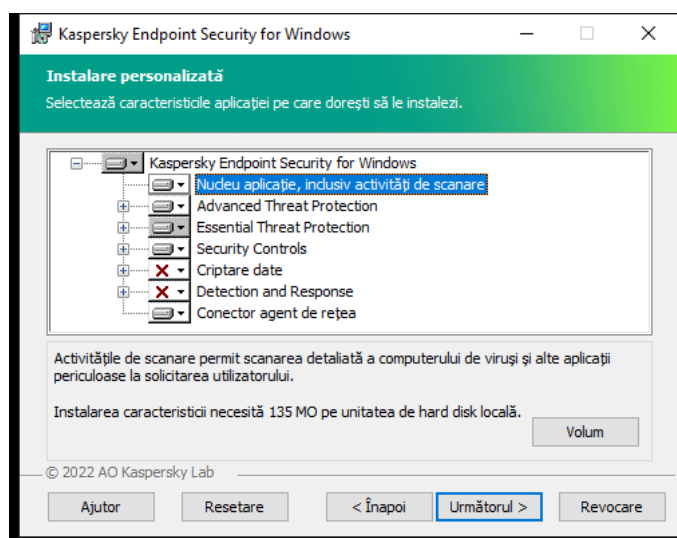 Kaspersky Endpoint Security for Windows
Instalare personalizată
Selectează caracteristicile aplicației pe care dorești să le instalezi.
Kaspersky Endpoint Security for Windows
Nucleu aplicație, inclusiv activități de scanare
Advanced Threat Protection
Essential Threat Protection
Security Controls
Criptare date
Detection and Response
Conector agent de rețea
Activitățile de scanare permit scanarea detaliată a computerului de viruși și alte aplicații
periculoase la solicitarea utilizatorului.
Instalarea caracteristicii necesită 135 MO pe unitatea de hard disk locală.
Volum
© 2022 AO Kaspersky Lab
Ajutor
Resetare
< Înapoi
Următorul >
Revocare